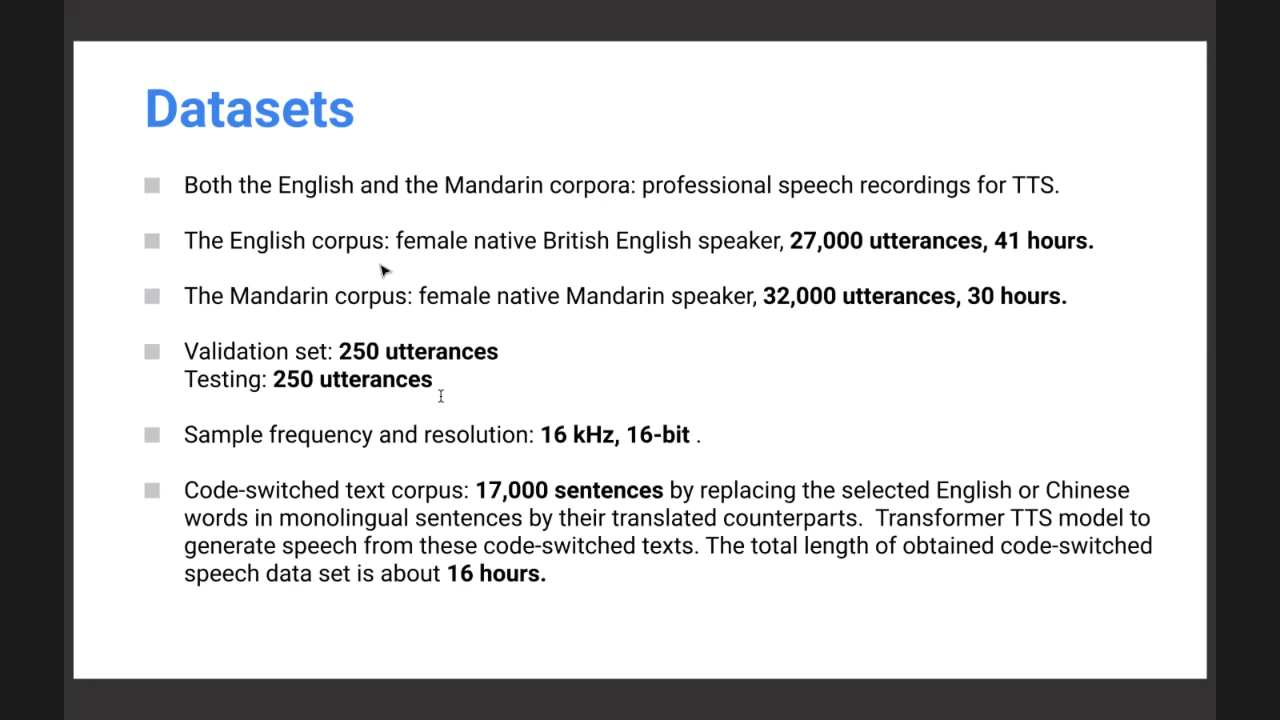 Datasets
Both the English and the Mandarin corpora: professional speech recordings for TTS.
The English corpus: female native British English speaker, 27,000 utterances, 41 hours.
The Mandarin corpus: female native Mandarin speaker, 32,000 utterances, 30 hours.
Validation set: 250 utterances
Testing: 250 utterances
Sample frequency and resolution: 16 kHz, 16-bit .
Code-switched text corpus: 17,000 sentences by replacing the selected English or Chinese
words in monolingual sentences by their translated counterparts.  Transformer TTS model to
generate speech from these code-switched texts. The total length of obtained code-switched
speech data set is about 16 hours.